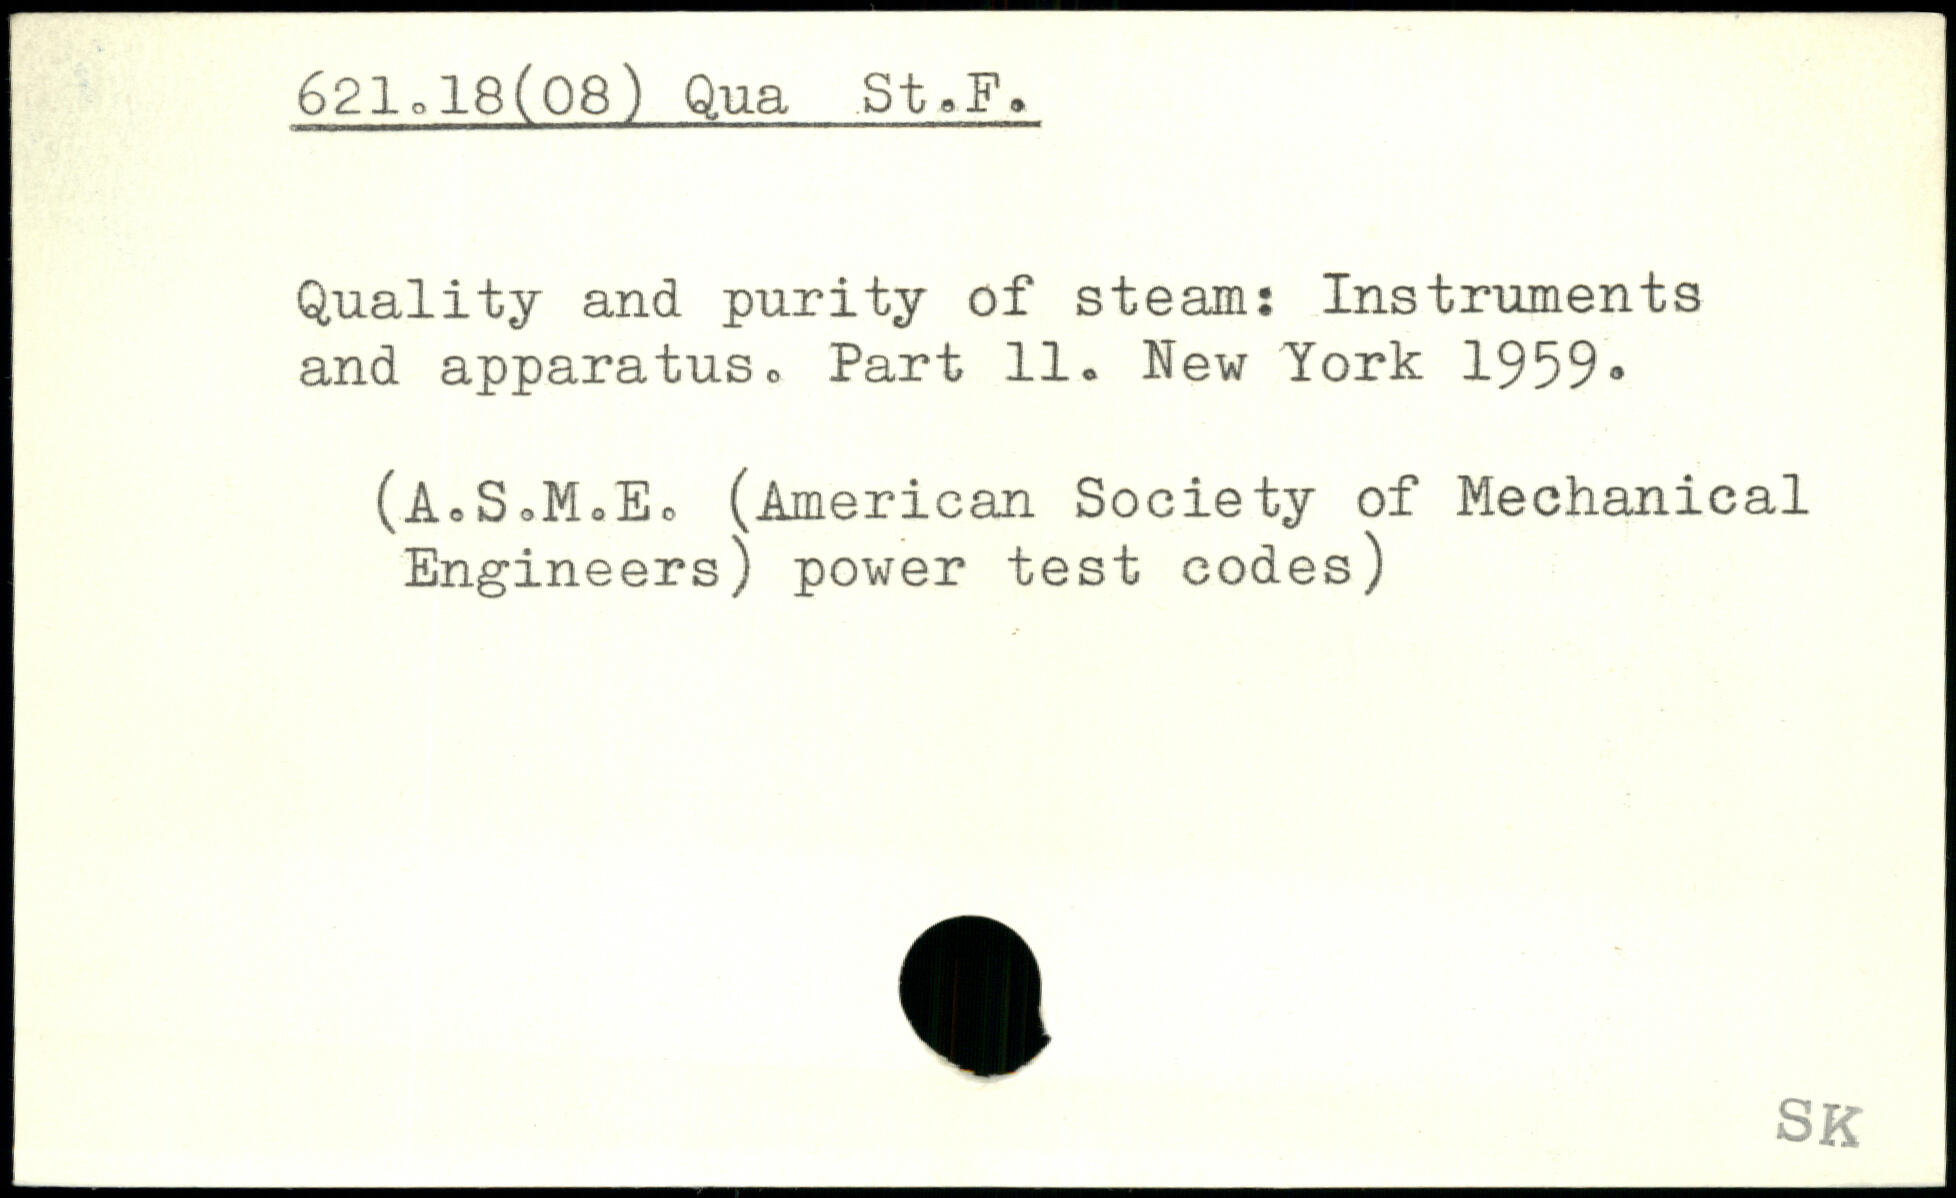 621.18(08) Qua St.F.
Quality and purity of steam: Instruments
and apparatus. Part 11. New York 1959.
(A.S.M.E. (American Society of Mechanical
Engineers) power test codes)
SK